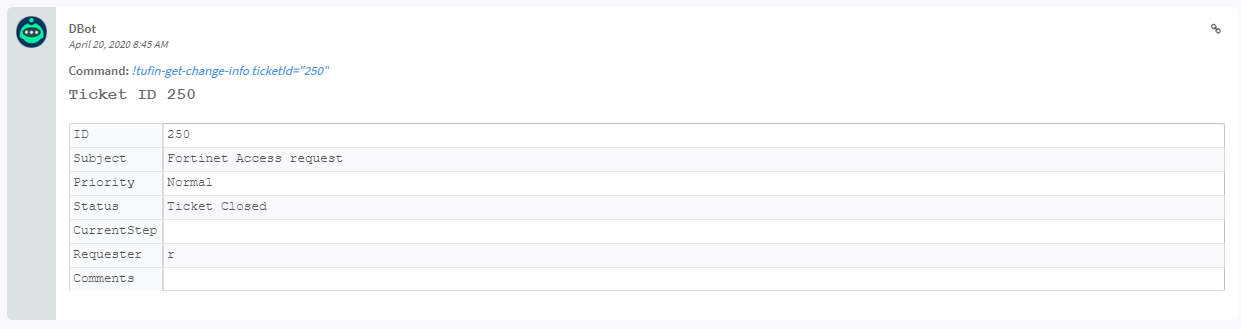 DBot
April 20, 2020 8:45 AM
Command: !tufin-get-change-info ticketId="250"
Ticket ID 250
ID 250
Subject Fortinet Access request
Priority Normal
Status Ticket Closed
CurrentStep
Requester r
Comments